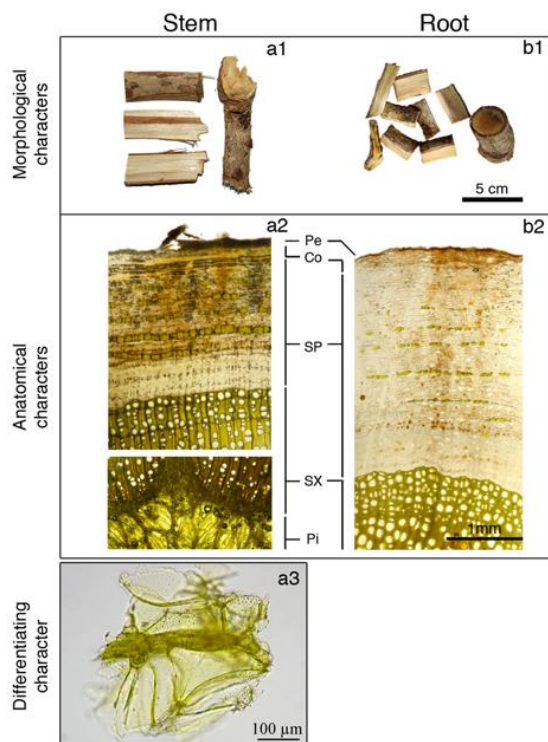 Stem
Root
Morphological
characters
a1
b1
5 cm
Anatomical
characters
a2
b2
Pe
Co
SP
SX
Pi
1mm
Differentiating
character
a3
100 µm